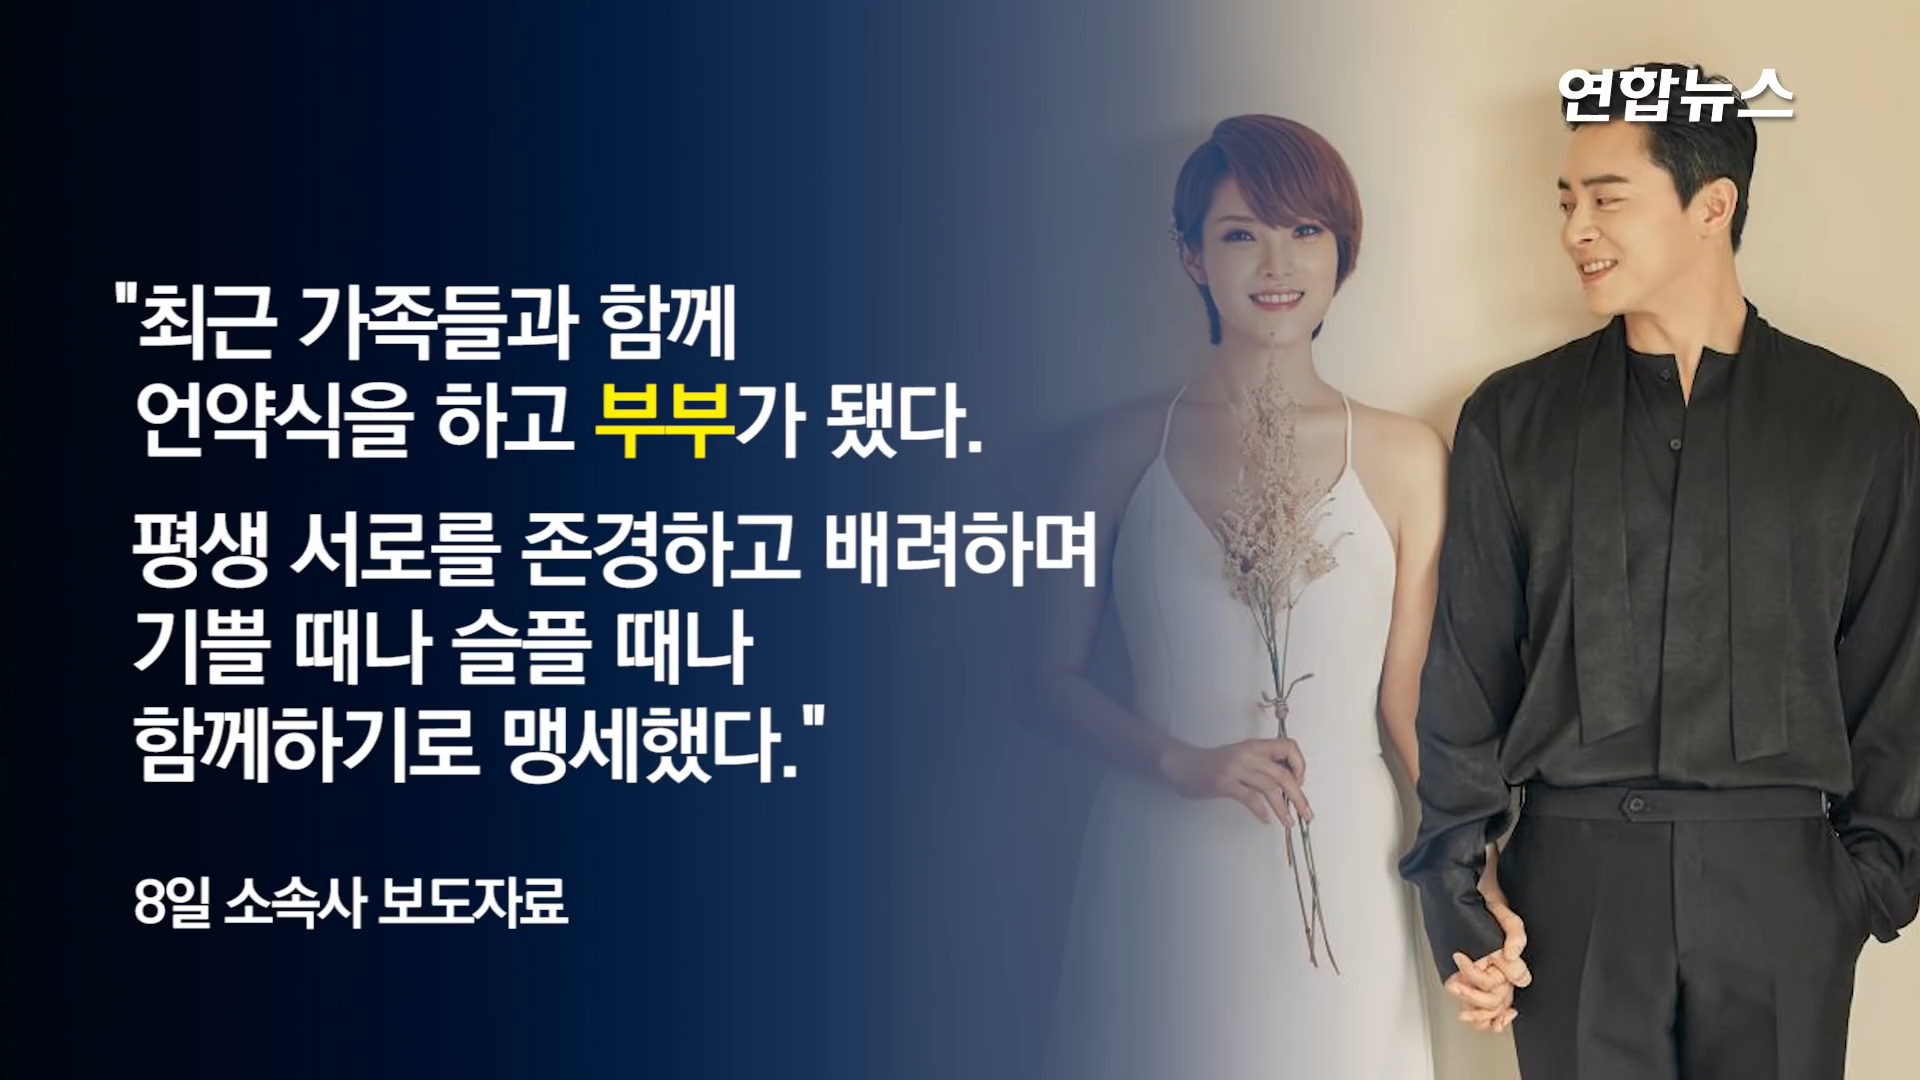 연합뉴스
"최근 가족들과 함께
언약식을 하고 부부가 됐다.
평생 서로를 존경하고 배려하며
기쁠 때나 슬플 때나
함께하기로 맹세했다."
8일 소속사 보도자료